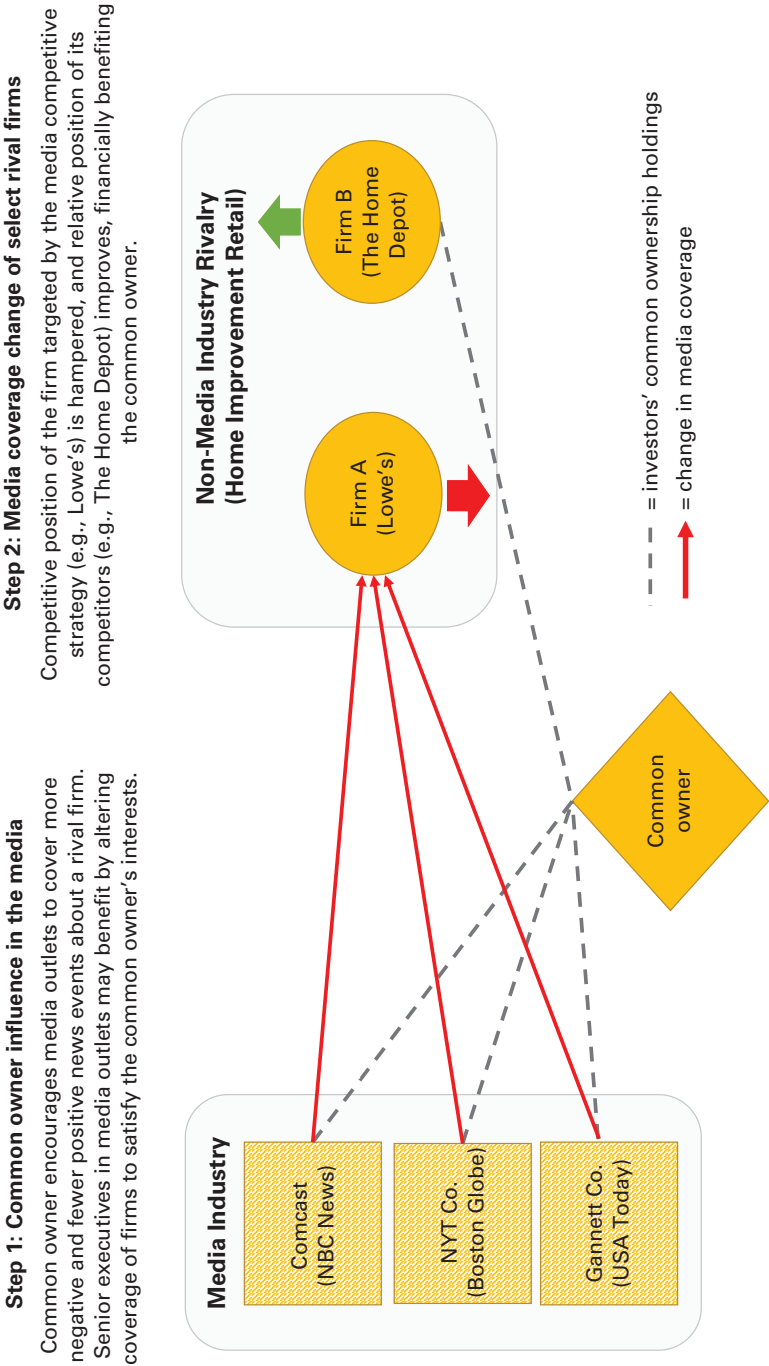 Step 1: Common owner influence in the media
Common owner encourages media outlets to cover more
negative and fewer positive news events about a rival firm.
Senior executives in media outlets may benefit by altering
coverage of firms to satisfy the common owner's interests.
Step 2: Media coverage change of select rival firms
Competitive position of the firm targeted by the media competitive
strategy (e.g., Lowe's) is hampered, and relative position of its
competitors (e.g., The Home Depot) improves, financially benefiting
the common owner.
Media Industry
Comcast
(NBC News)
NYT Co.
(Boston Globe)
Gannett Co.
(USA Today)
Non-Media Industry Rivalry
(Home Improvement Retail)
Firm A
(Lowe's)
Firm B
(The Home
Depot)
Common
owner
= investors' common ownership holdings
= change in media coverage